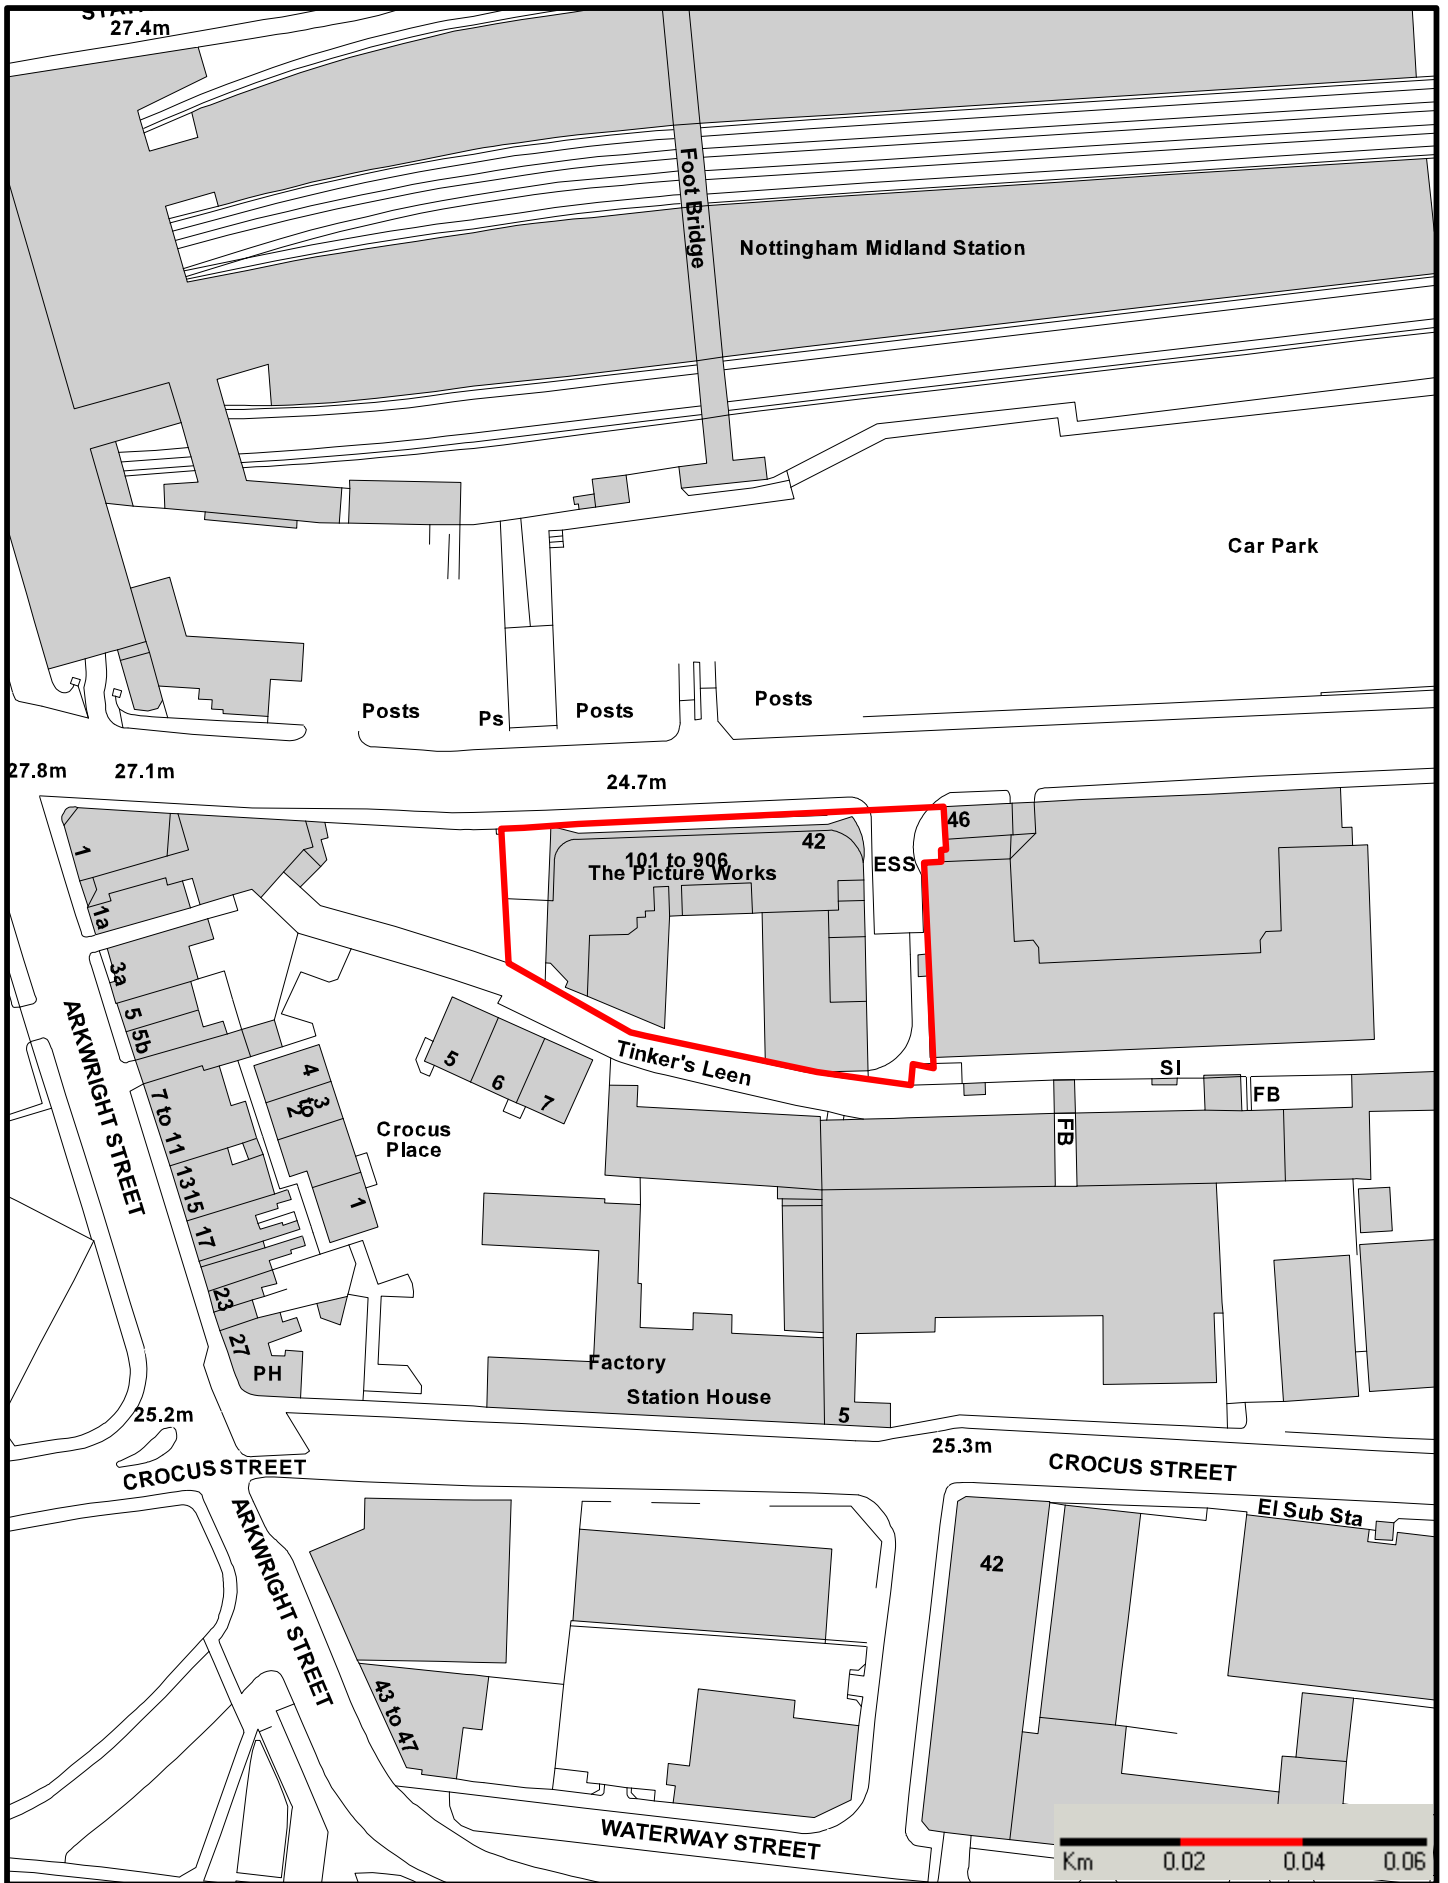 27.4m
Foot Bridge
Nottingham Midland Station
Car Park
Posts
Ps
Posts
Posts
27.8m
27.1m
24.7m
1
1a
3a
5
5b
7 to 11
13
15
17
23
27
PH
101 to 906
The Picture Works
42
ESS
46
Tinker's Leen
5
6
7
4
to
3
2
1
Crocus
Place
SI
FB
FB
ARKWRIGHT STREET
Factory
Station House
5
25.2m
25.3m
CROCUS STREET
CROCUS STREET
El Sub Sta
ARKWRIGHT STREET
42
43 to 47
WATERWAY STREET
Km 0.02 0.04 0.06